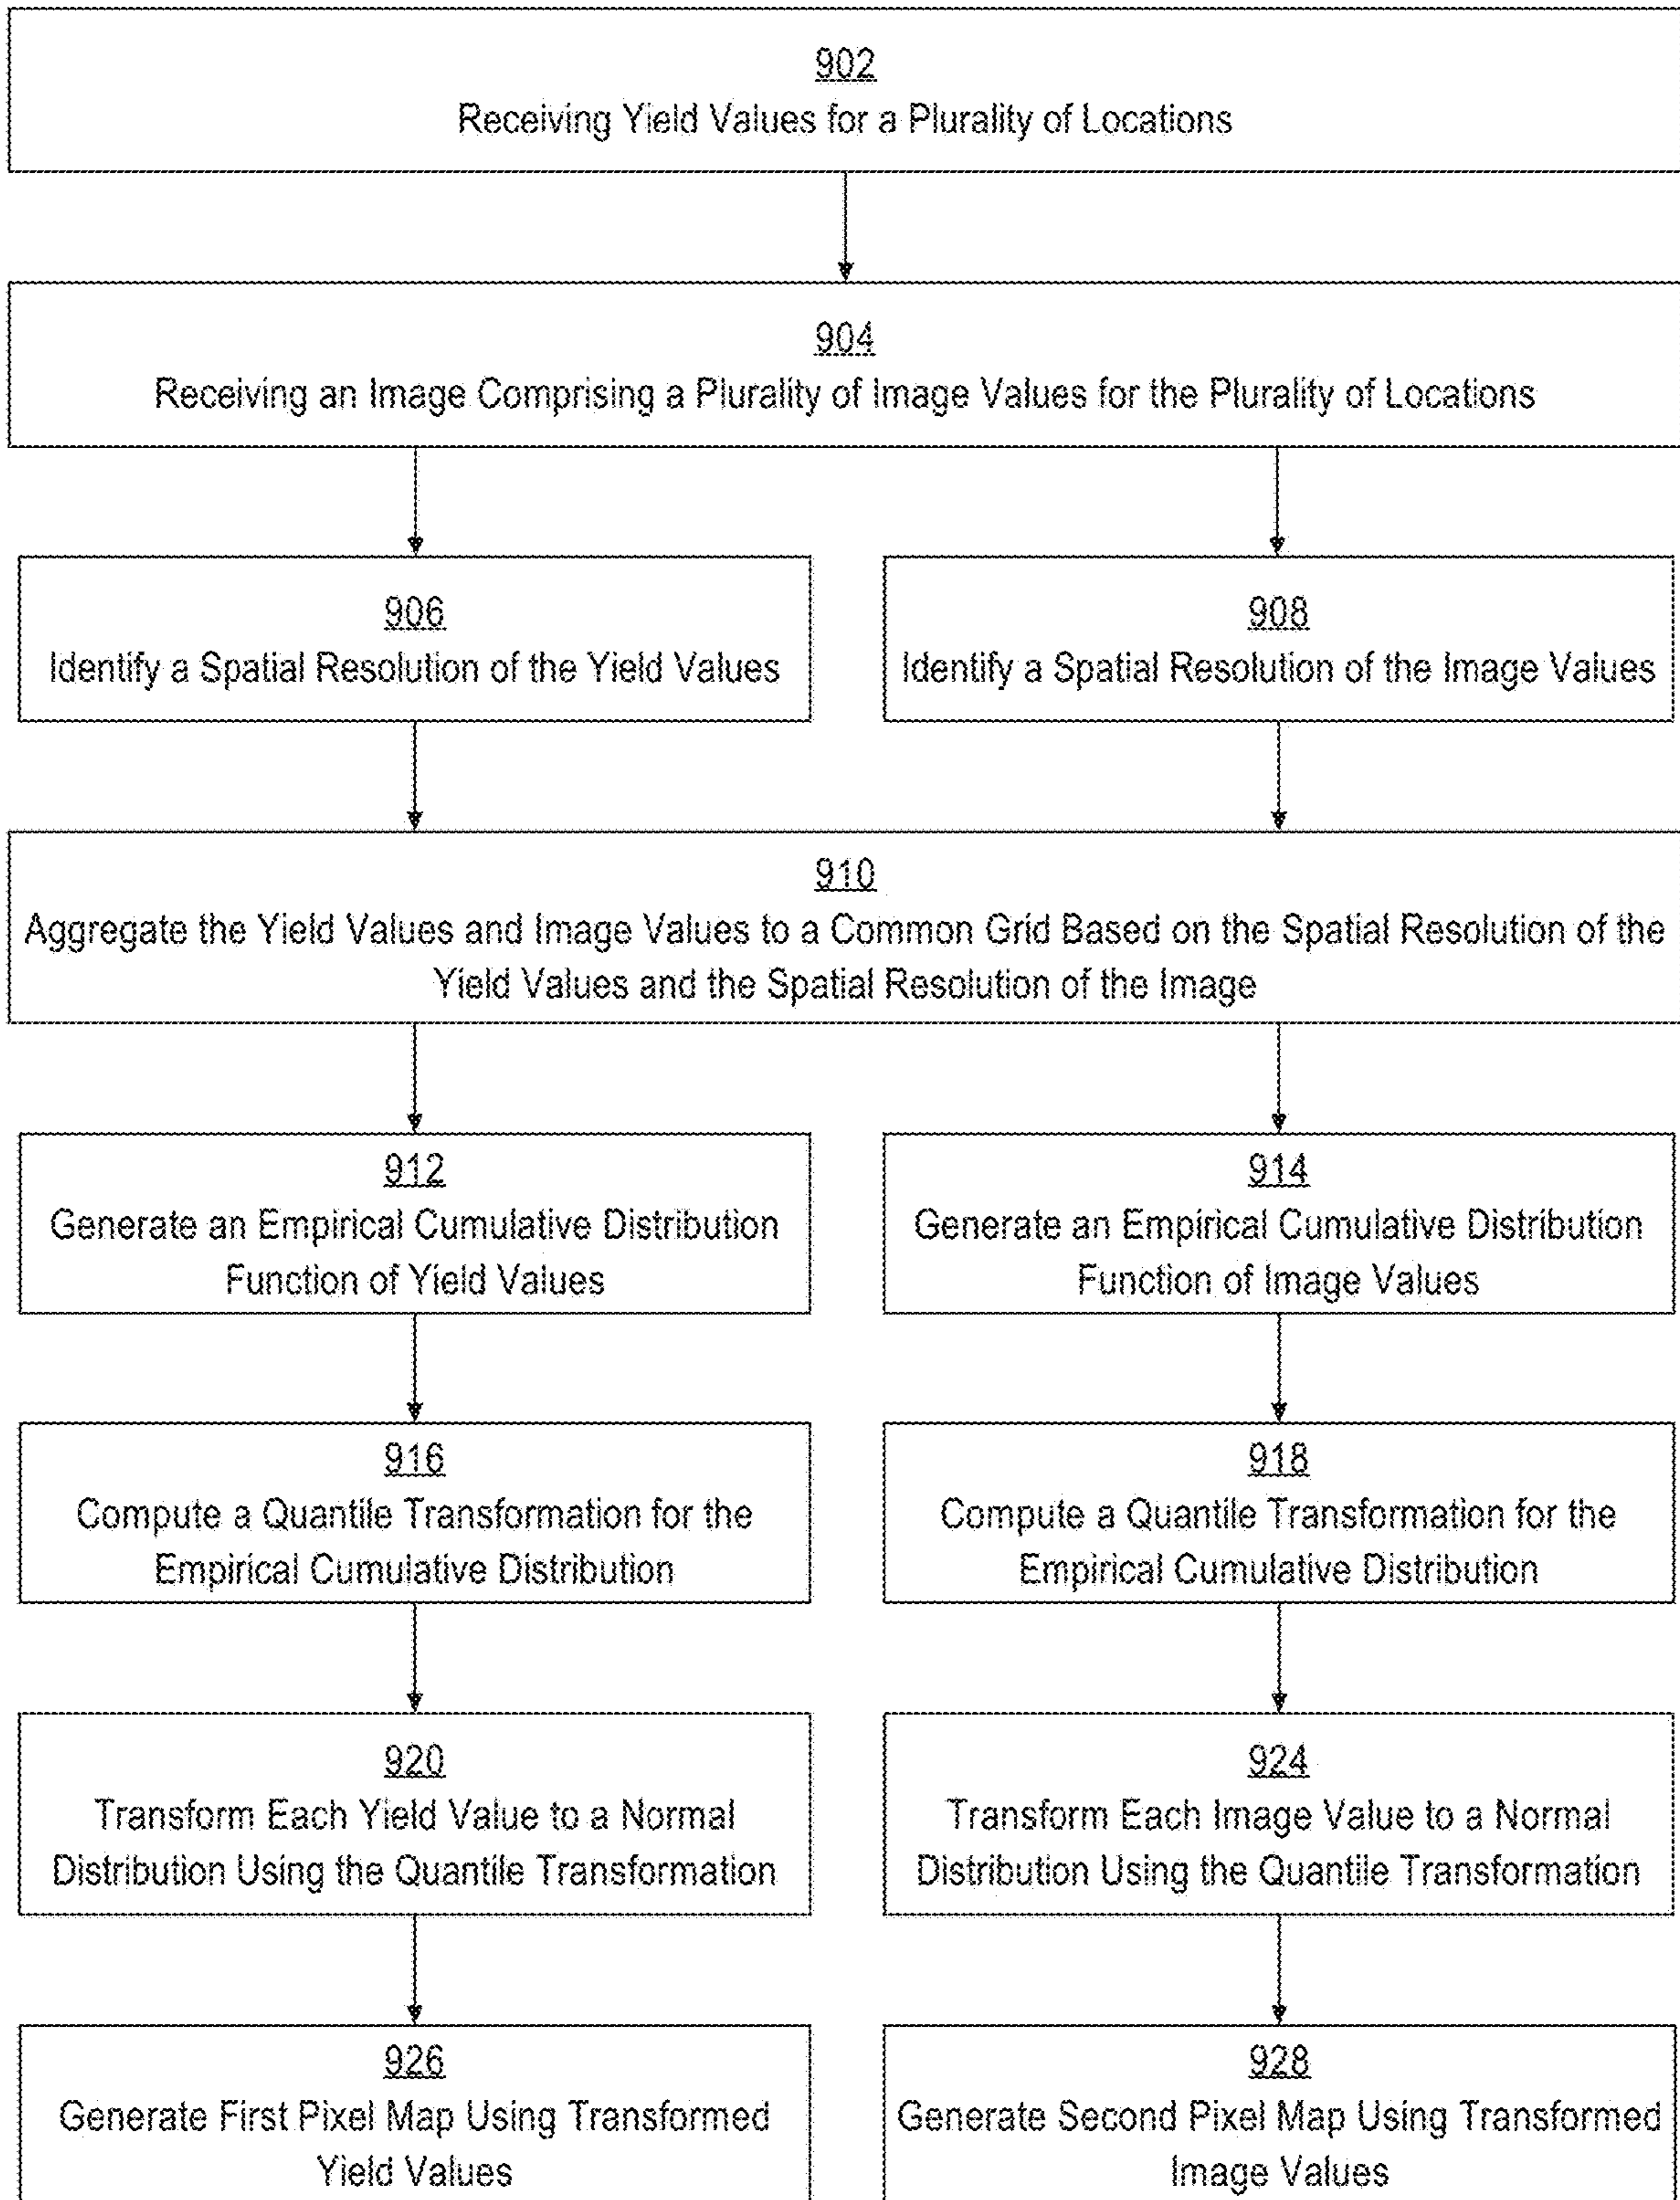 902
Receiving Yield Values for a Plurality of Locations
904
Receiving an Image Comprising a Plurality of Image Values for the Plurality of Locations
906
Identify a Spatial Resolution of the Yield Values
908
Identify a Spatial Resolution of the Image Values
910
Aggregate the Yield Values and Image Values to a Common Grid Based on the Spatial Resolution of the
Yield Values and the Spatial Resolution of the Image
912
Generate an Empirical Cumulative Distribution
Function of Yield Values
914
Generate an Empirical Cumulative Distribution
Function of Image Values
916
Compute a Quantile Transformation for the
Empirical Cumulative Distribution
918
Compute a Quantile Transformation for the
Empirical Cumulative Distribution
920
Transform Each Yield Value to a Normal
Distribution Using the Quantile Transformation
924
Transform Each Image Value to a Normal
Distribution Using the Quantile Transformation
926
Generate First Pixel Map Using Transformed
Yield Values
928
Generate Second Pixel Map Using Transformed
Image Values